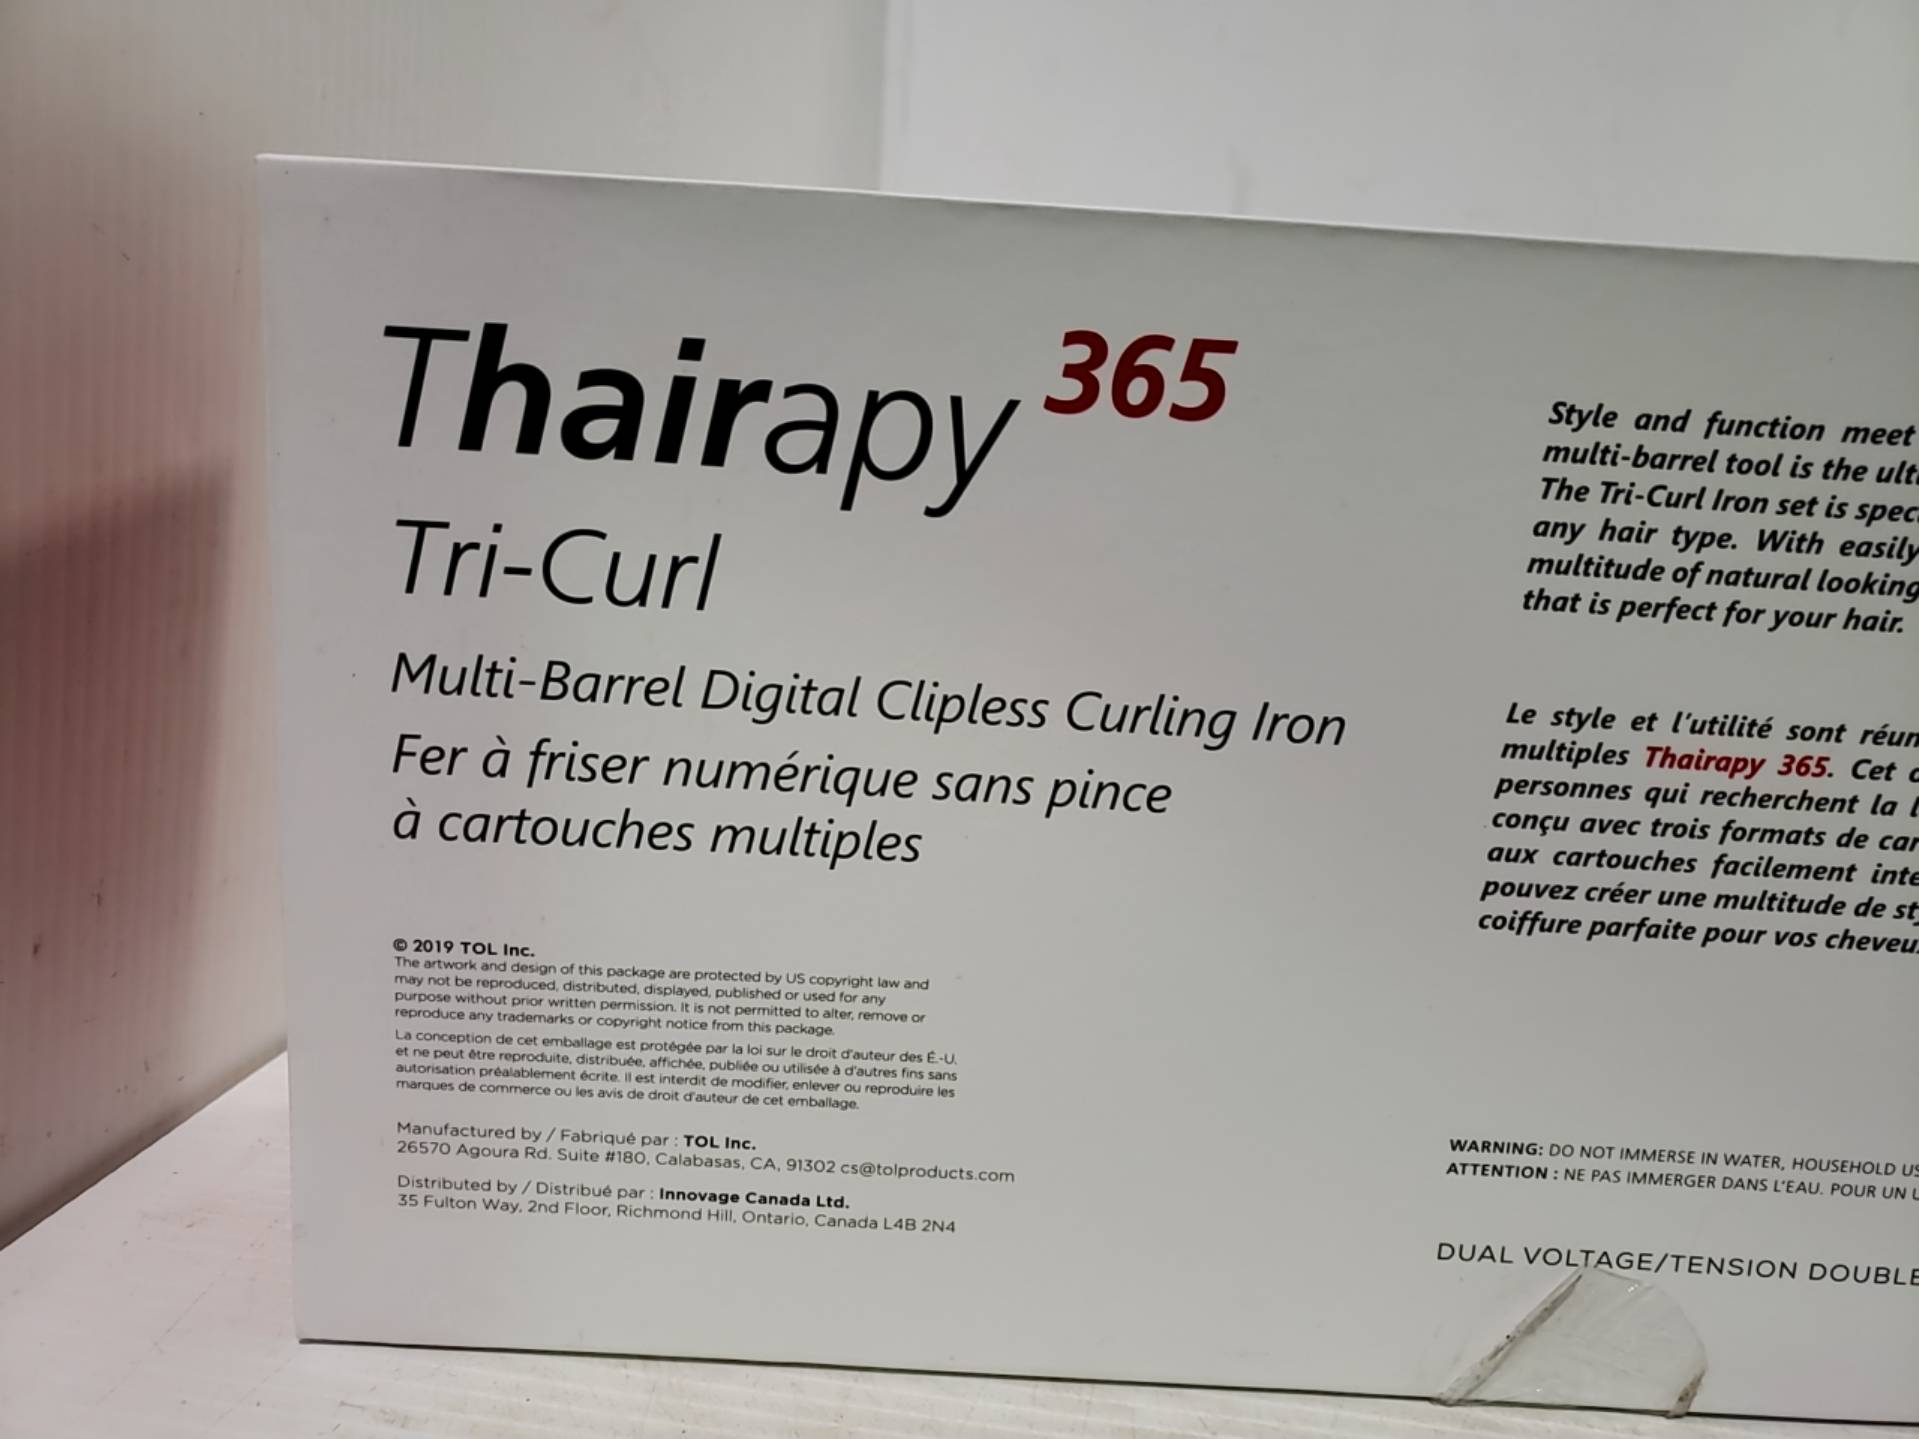 Thairapy 365
Tri-Curl
Multi-Barrel Digital Clipless Curling Iron
Fer à friser numérique sans pince
à cartouches multiples
© 2019 TOL Inc.
The artwork and design of this package are protected by US copyright law and
may not be reproduced, distributed, displayed, published or used for any
purpose without prior written permission. It is not permitted to alter, remove or
reproduce any trademarks or copyright notice from this package.
La conception de cet emballage est protégée par la loi sur le droit d'auteur des É.-U.
et ne peut être reproduite, distribuée, affichée, publiée ou utilisée à d'autres fins sans
autorisation préalablement écrite. Il est interdit de modifier, enlever ou reproduire les
marques de commerce ou les avis de droit d'auteur de cet emballage.
Manufactured by / Fabriqué par : TOL Inc.
26570 Agoura Rd. Suite #180, Calabasas, CA, 91302 cs@tolproducts.com
Distributed by / Distribué par : Innovage Canada Ltd.
35 Fulton Way, 2nd Floor, Richmond Hill, Ontario, Canada L4B 2N4
Style and function meet
multi-barrel tool is the
The Tri-Curl Iron set is
any hair type. With easily
multitude of natural looking
that is perfect for your hair.
Le style et l'utilité sont
multiples Thairapy 365. Cet
personnes qui recherchent la
conçu avec trois formats de
aux cartouches facilement
pouvez créer une multitude de
coiffure parfaite pour vos
WARNING: DO NOT IMMERSE IN WATER, HOUSEHOLD
ATTENTION : NE PAS IMMERGER DANS L'EAU. POUR UN
DUAL VOLTAGE/TENSION DOUBLE